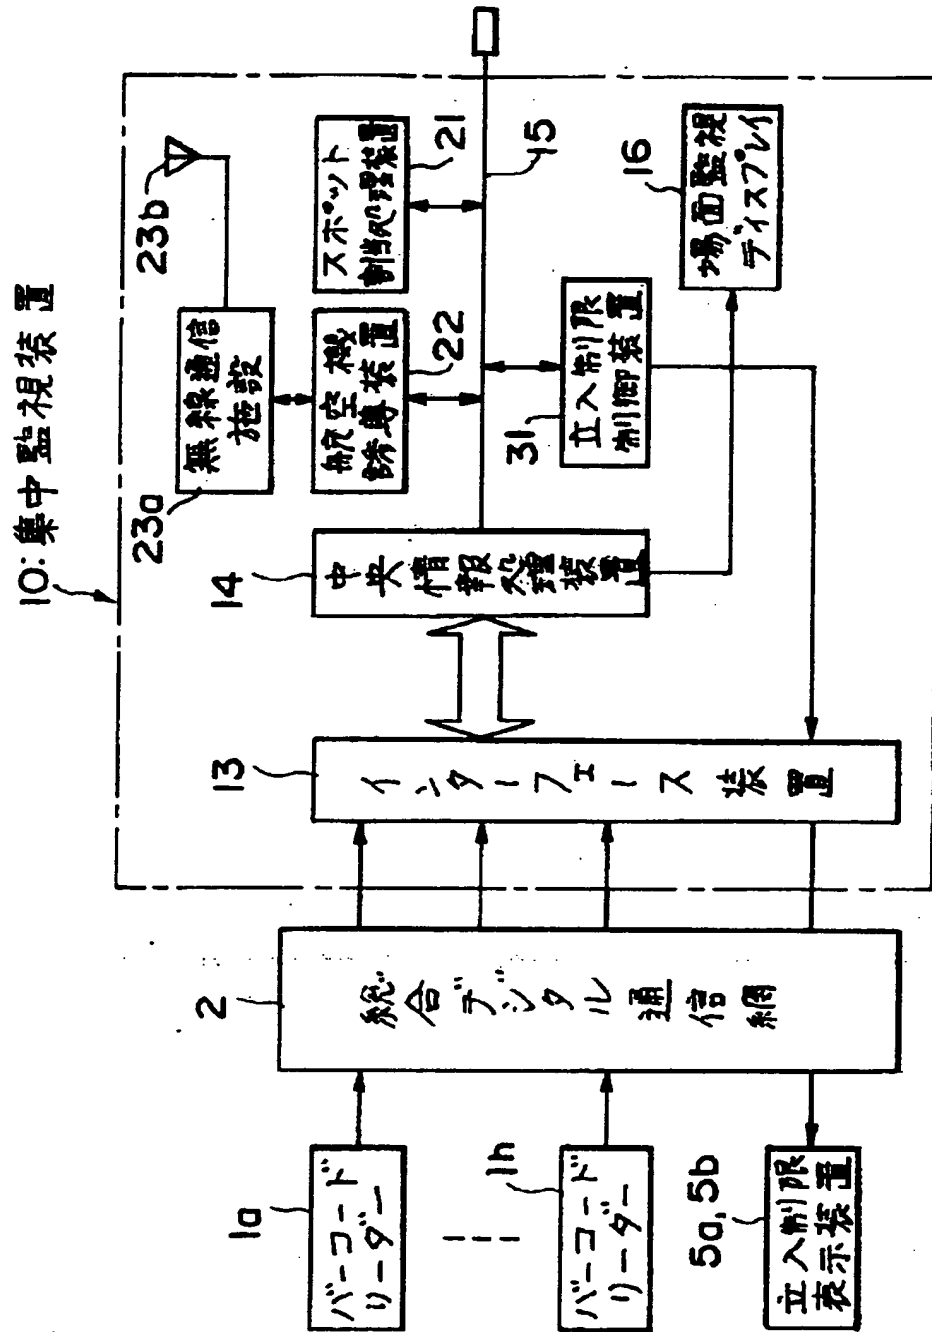 10:集中監視装置
23b
無線通信
施設
23a
スポット
割当処理装置
21
航空機
誘導装置
22
15
16
場面監視
ディスプレイ
立入制限
制御装置
31
中央情報処理装置
14
インターフェース装置
13
総合デジタル通信網
2
バーコード
リーダー
1a
バーコード
リーダー
1n
立入制限
表示装置
5a, 5b